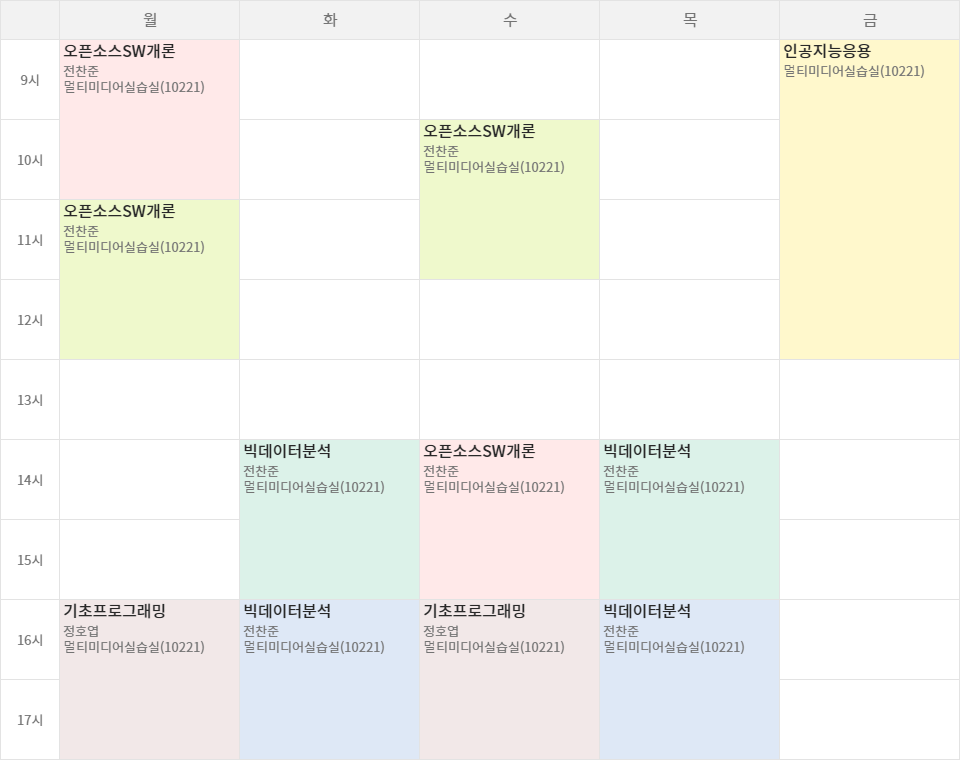 월 화 수 목 금
9시
오픈소스SW개론
전찬준
멀티미디어실습실(10221)
인공지능응용
멀티미디어실습실(10221)
10시
오픈소스SW개론
전찬준
멀티미디어실습실(10221)
11시
오픈소스SW개론
전찬준
멀티미디어실습실(10221)
12시
13시
14시
빅데이터분석
전찬준
멀티미디어실습실(10221)
오픈소스SW개론
전찬준
멀티미디어실습실(10221)
빅데이터분석
전찬준
멀티미디어실습실(10221)
15시
16시
기초프로그래밍
정호엽
멀티미디어실습실(10221)
빅데이터분석
전찬준
멀티미디어실습실(10221)
기초프로그래밍
정호엽
멀티미디어실습실(10221)
빅데이터분석
전찬준
멀티미디어실습실(10221)
17시